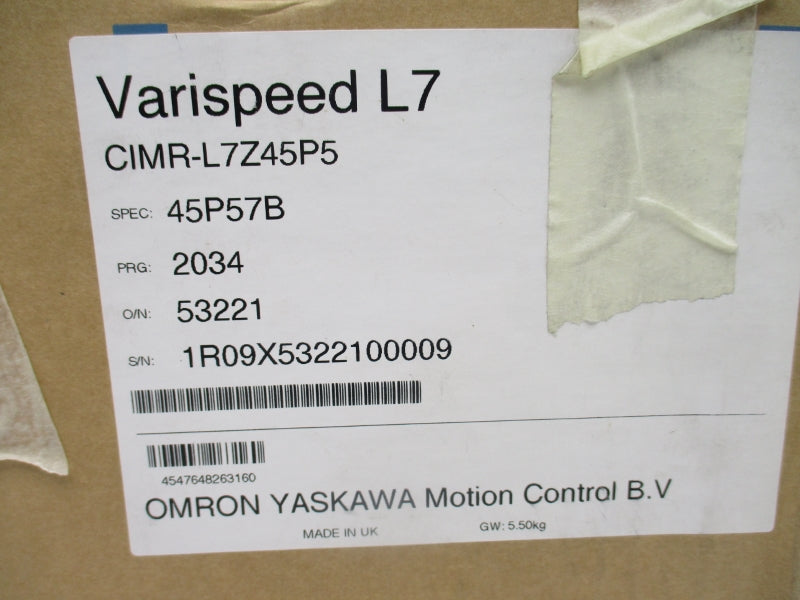 Varispeed L7
CIMR-L7Z45P5
SPEC: 45P57B
PRG: 2034
O/N: 53221
S/N: 1R09X5322100009
4547648263160
OMRON YASKAWA Motion Control B.V
MADE IN UK GW: 5.50kg